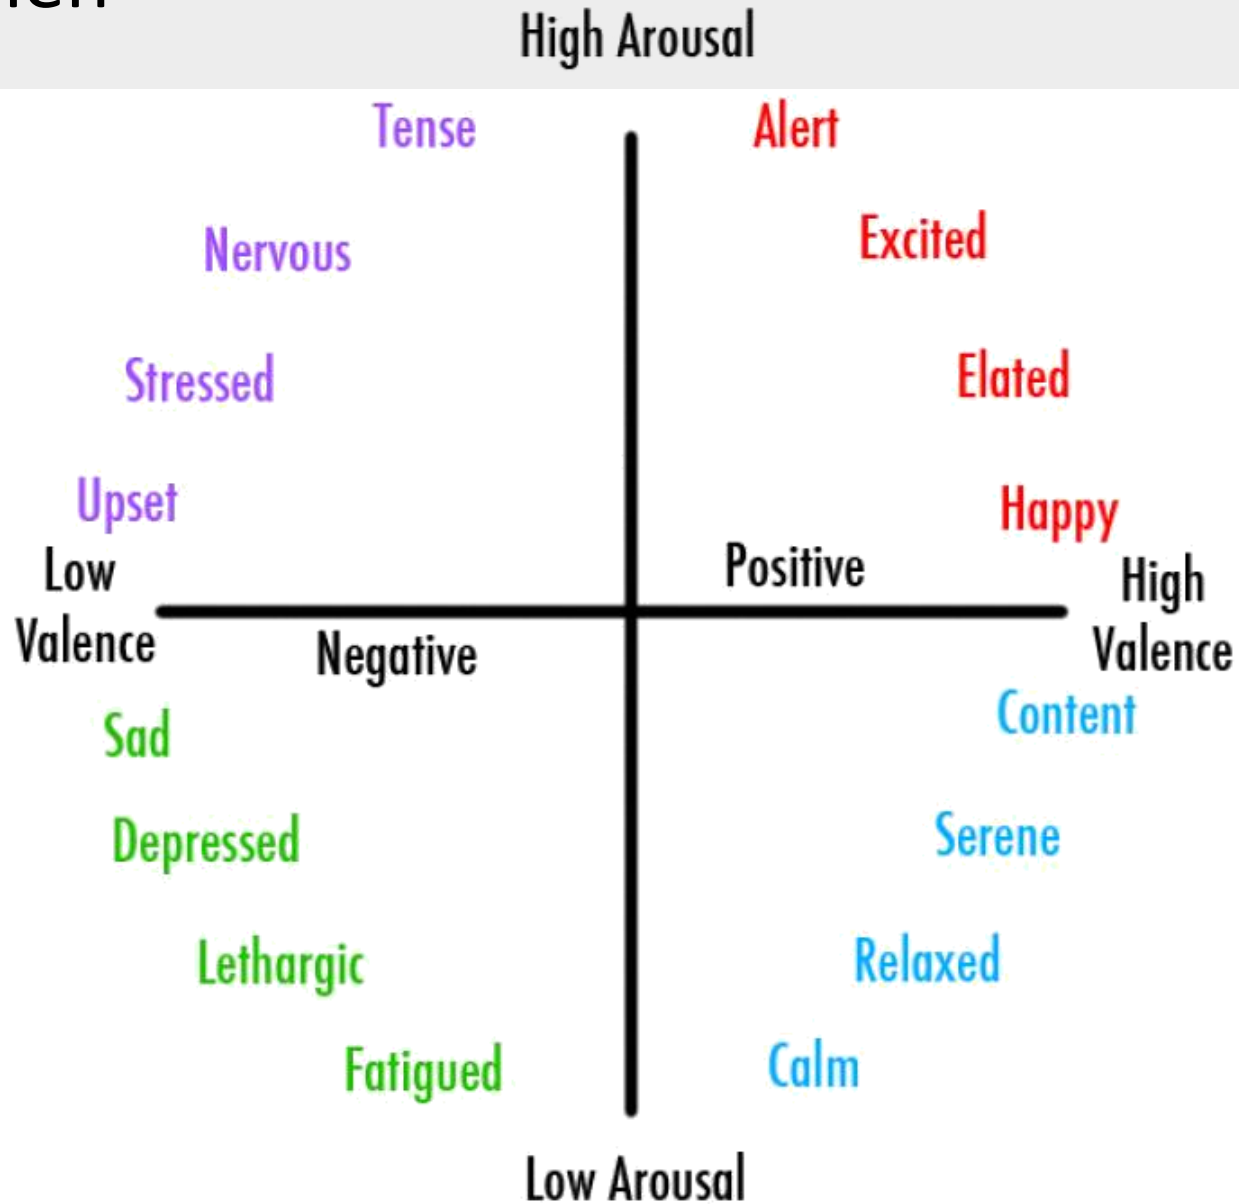 High Arousal
Tense
Alert
Nervous
Excited
Stressed
Elated
Upset
Happy
Low
Valence
Positive
High
Valence
Negative
Sad
Content
Depressed
Serene
Lethargic
Relaxed
Fatigued
Calm
Low Arousal